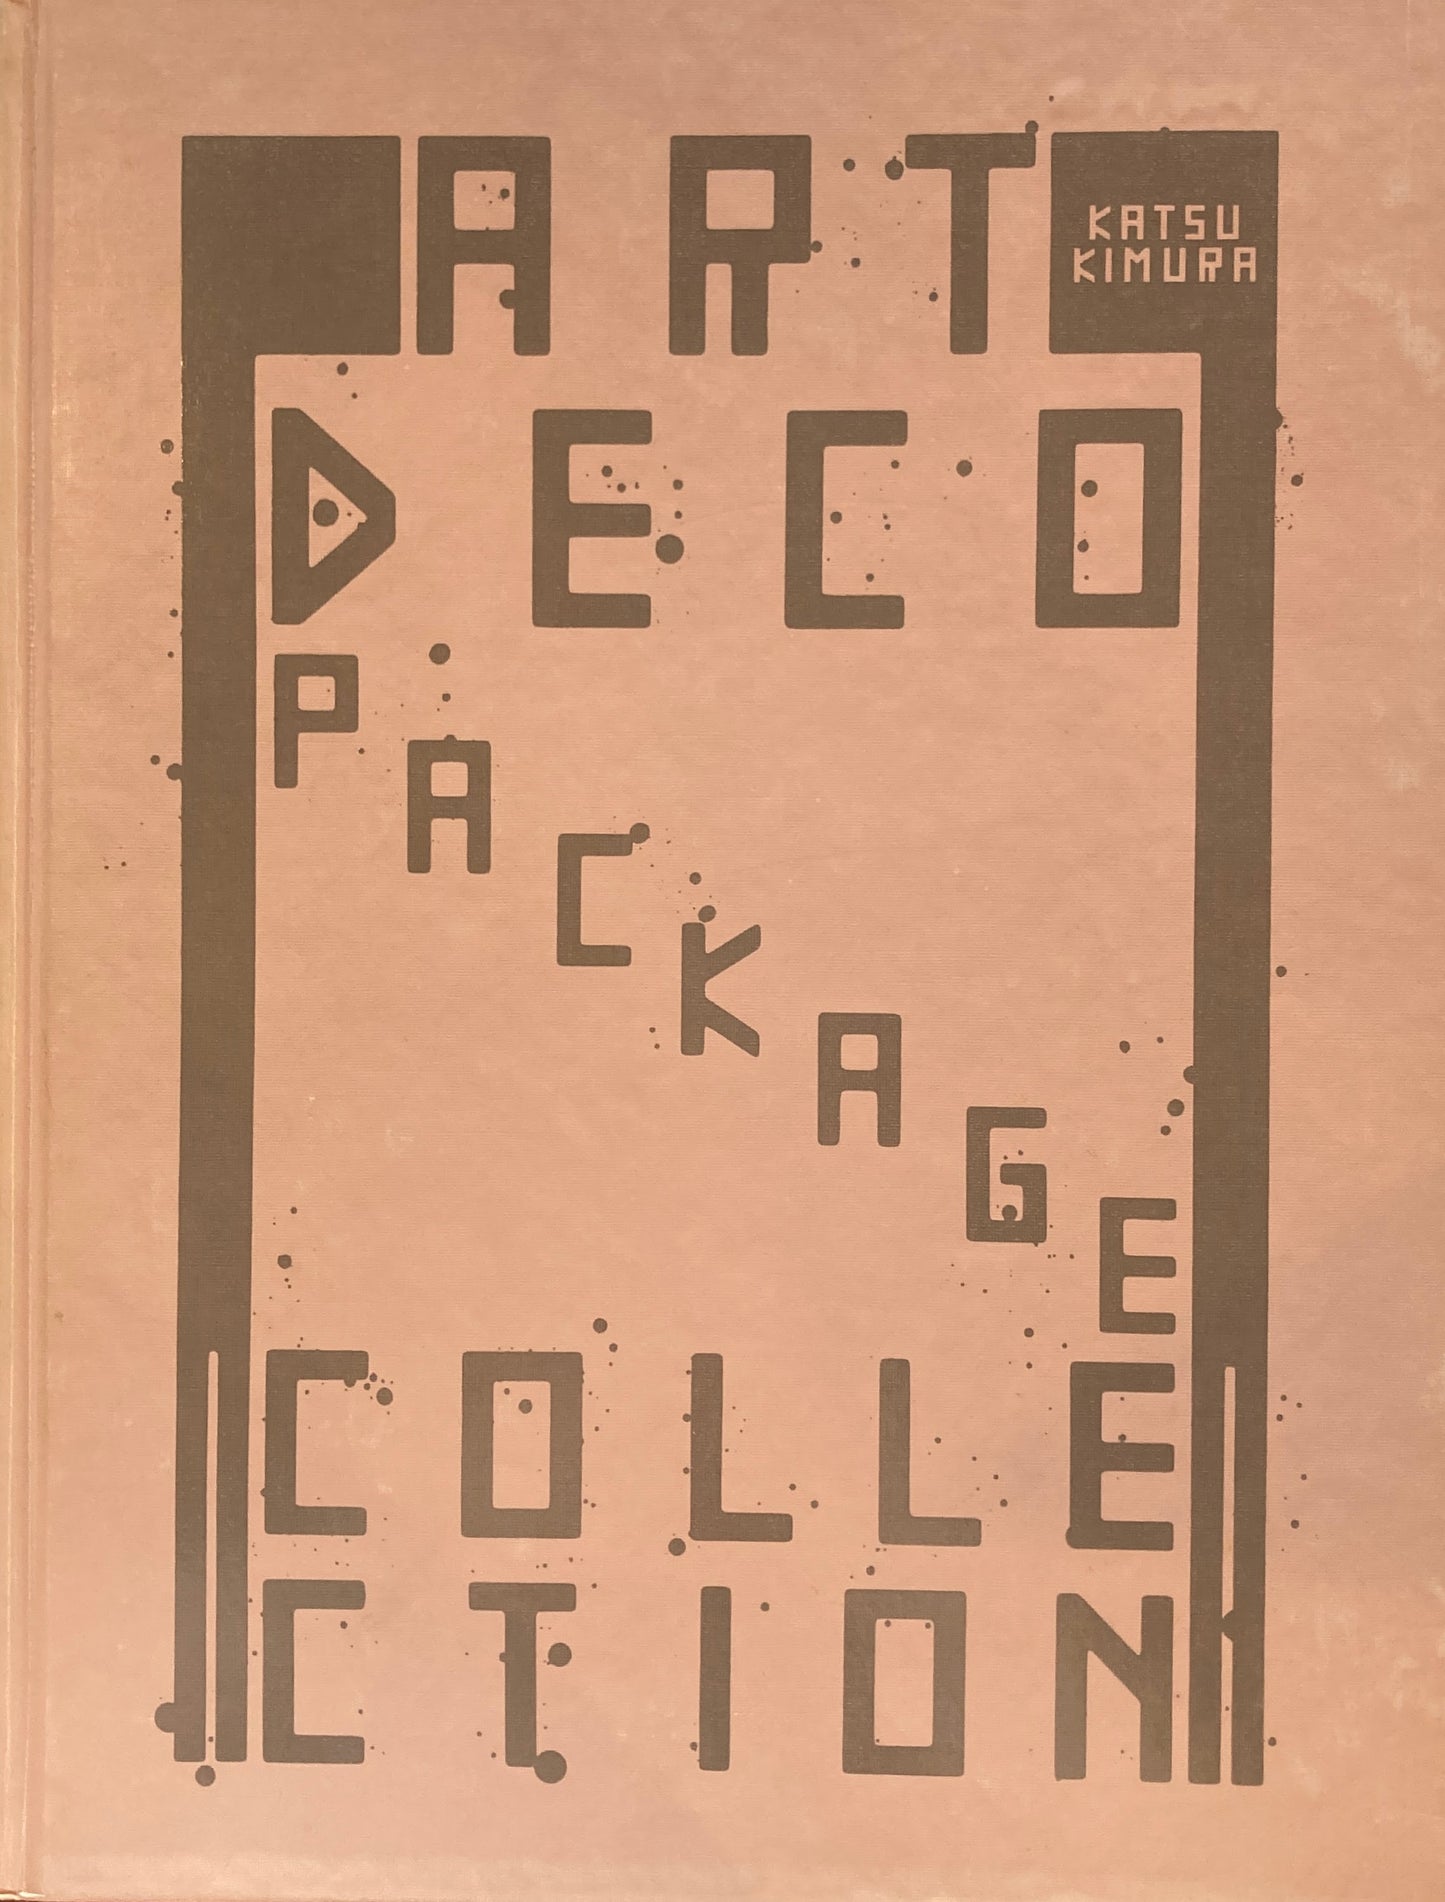 ART
KATSU
KIMURA
DECO
PACKAGE
COLLE
CTION